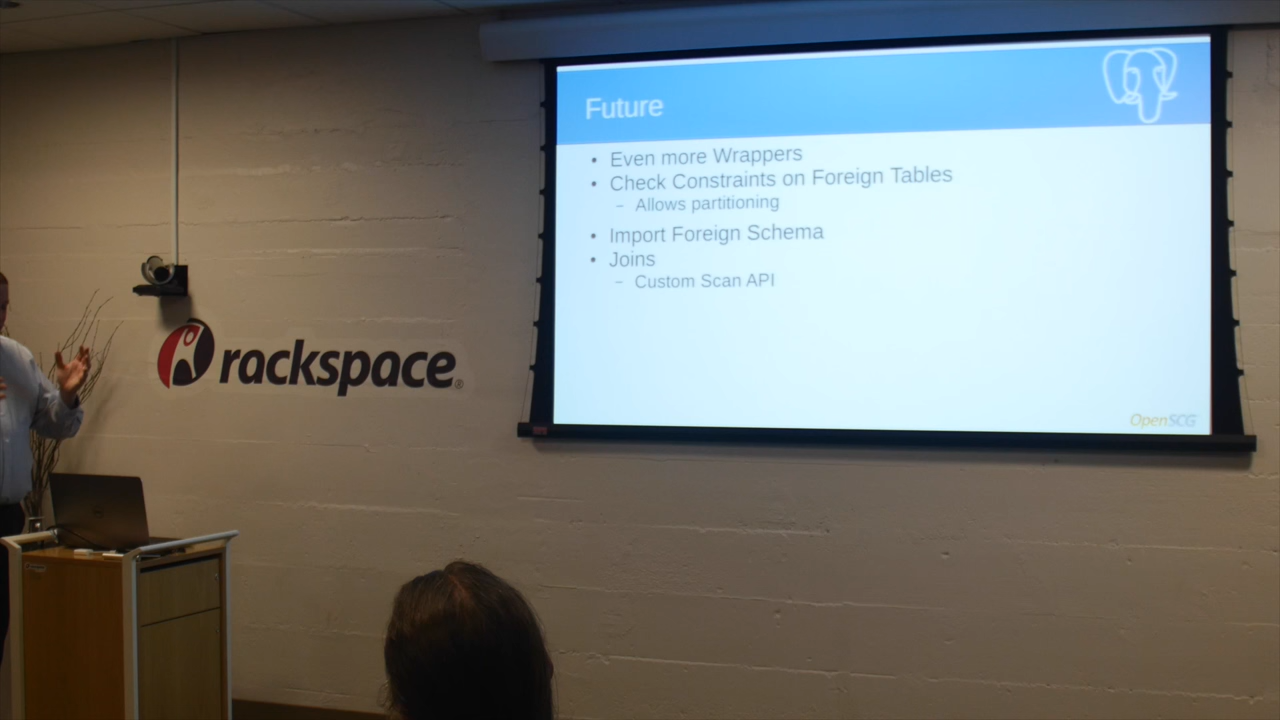 Future
• Even more Wrappers
• Check Constraints on Foreign Tables
– Allows partitioning
• Import Foreign Schema
• Joins
– Custom Scan API
OpenSCG
rackspace®